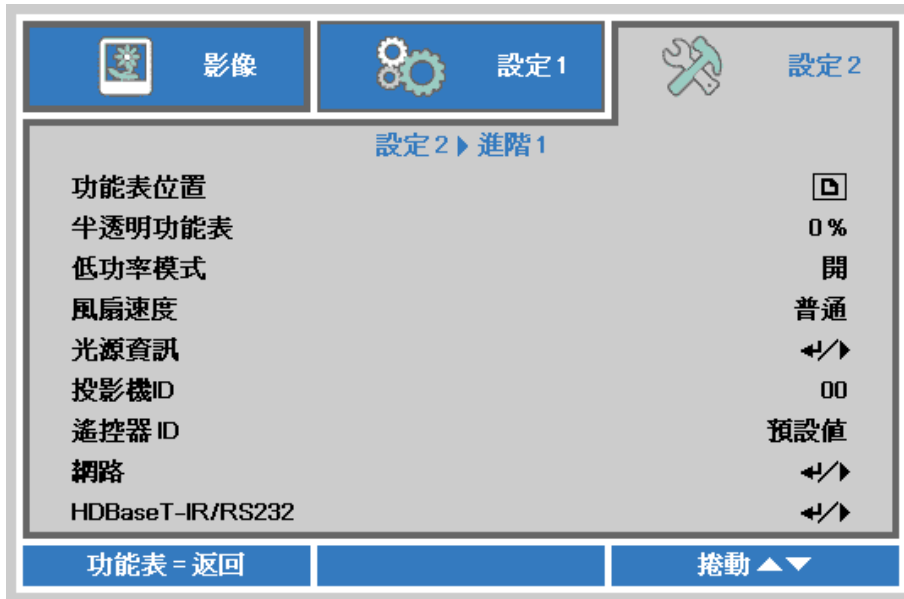 影像
設定1
設定2
設定2 ▶ 進階1
功能表位置
半透明功能表 0 %
低功率模式 開
風扇速度 普通
光源資訊 ↵/▶
投影機ID 00
遙控器 ID 預設值
網路 ↵/▶
HDBaseT-IR/RS232 ↵/▶
功能表 = 返回
捲動 ▲▼